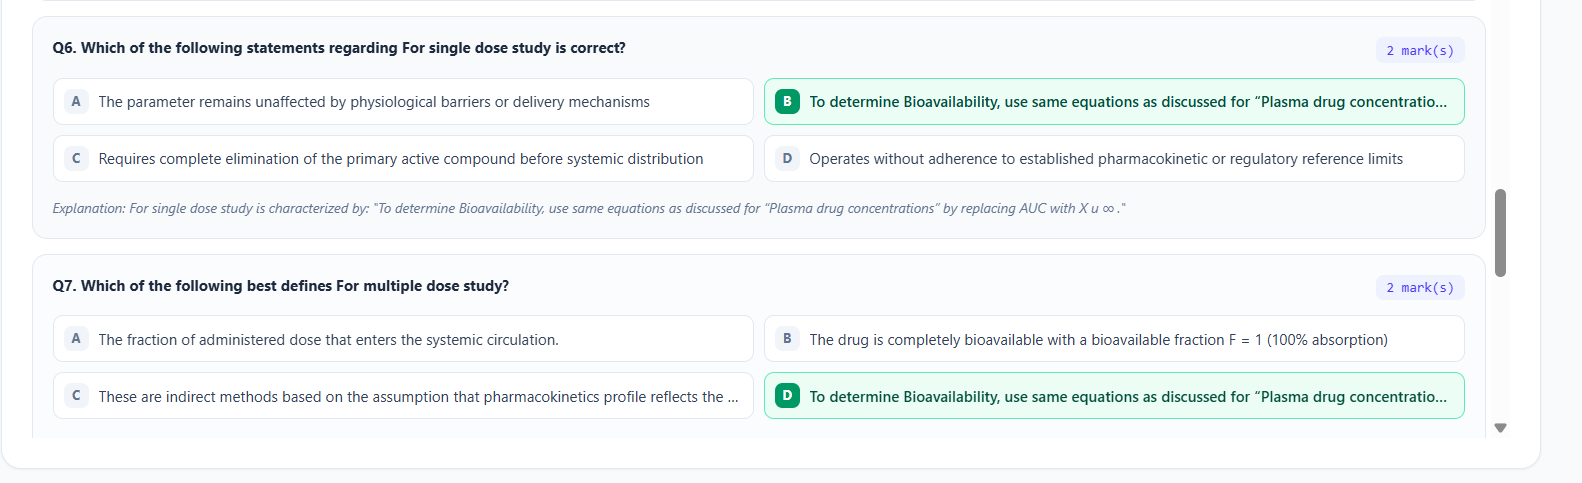 Q6. Which of the following statements regarding For single dose study is correct?
2 mark(s)
A The parameter remains unaffected by physiological barriers or delivery mechanisms
B To determine Bioavailability, use same equations as discussed for “Plasma drug concentratio...
C Requires complete elimination of the primary active compound before systemic distribution
D Operates without adherence to established pharmacokinetic or regulatory reference limits
Explanation: For single dose study is characterized by: "To determine Bioavailability, use same equations as discussed for “Plasma drug concentrations” by replacing AUC with X u ∞ ."
Q7. Which of the following best defines For multiple dose study?
2 mark(s)
A The fraction of administered dose that enters the systemic circulation.
B The drug is completely bioavailable with a bioavailable fraction F = 1 (100% absorption)
C These are indirect methods based on the assumption that pharmacokinetics profile reflects the ...
D To determine Bioavailability, use same equations as discussed for “Plasma drug concentratio...